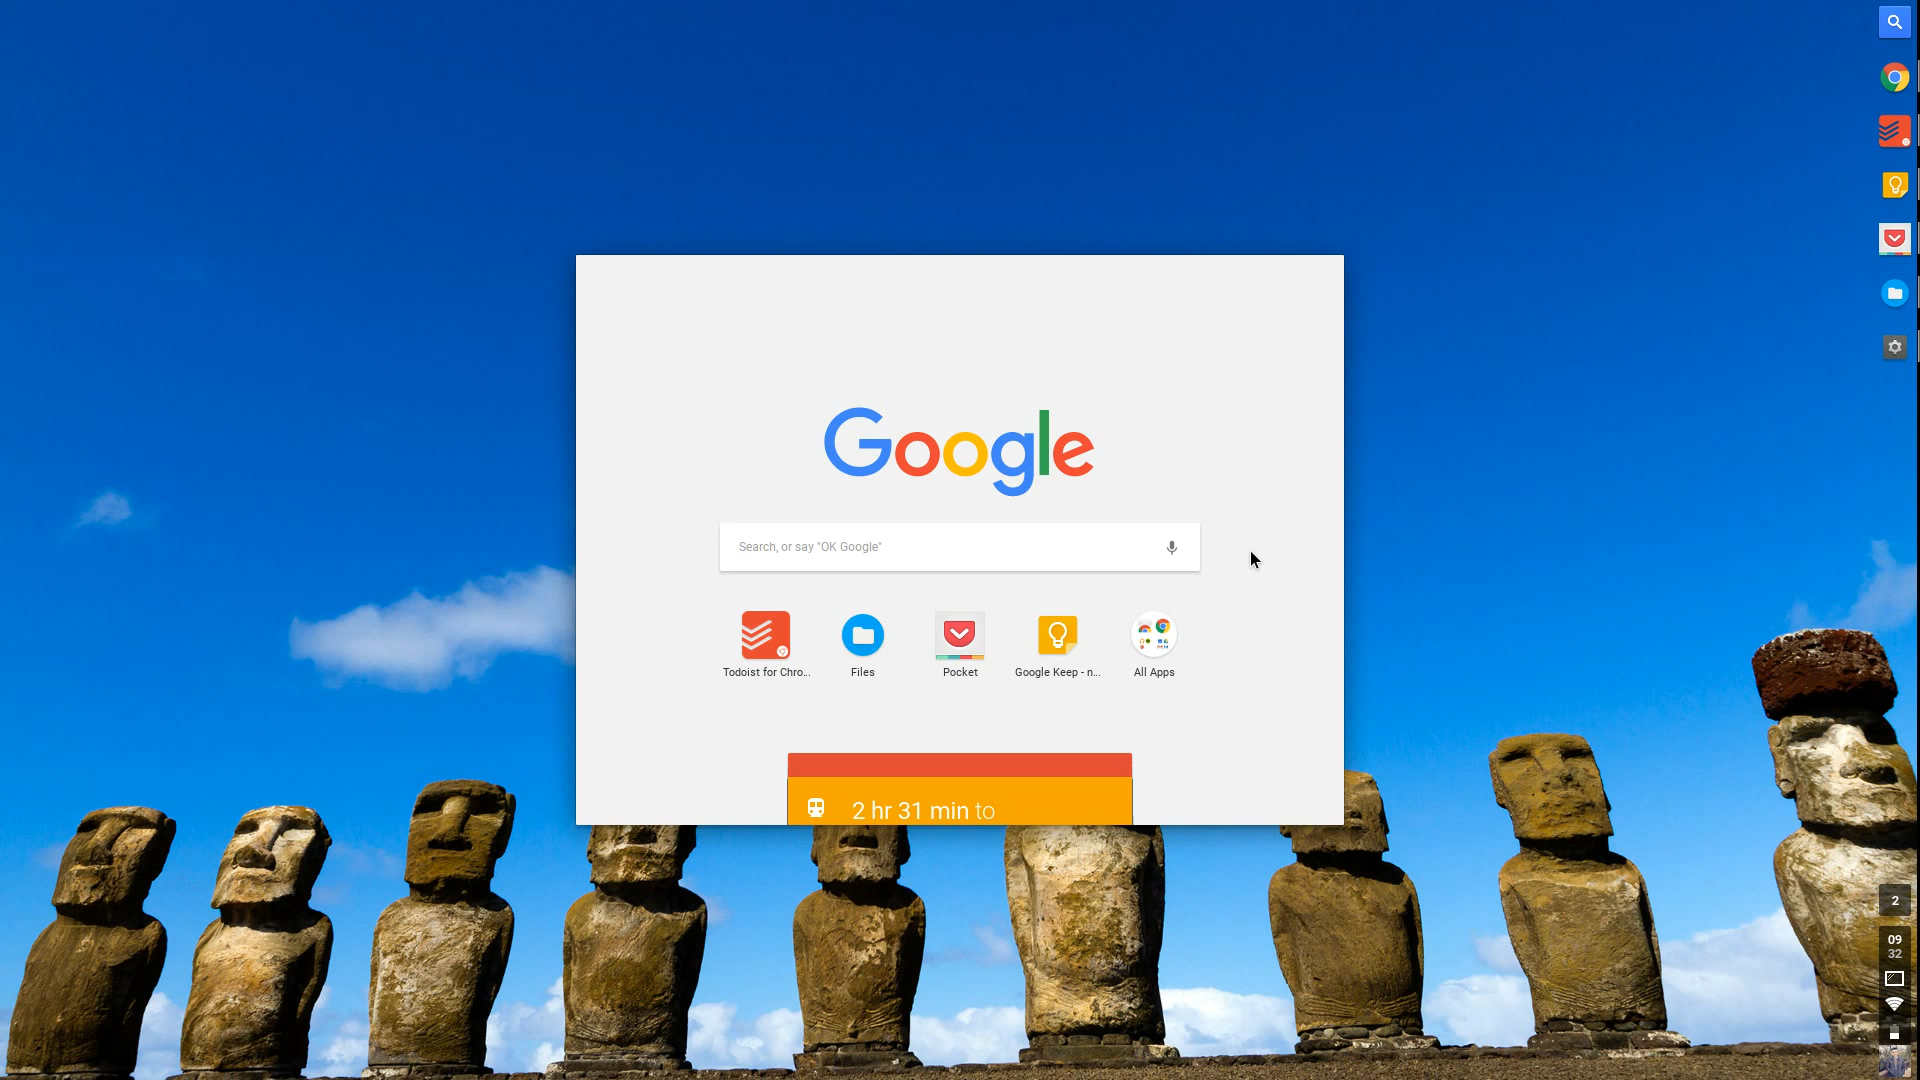 Google
Search, or say "OK Google"
Todoist for Chro...
Files
Pocket
Google Keep - n...
All Apps
2 hr 31 min to
2
09
32